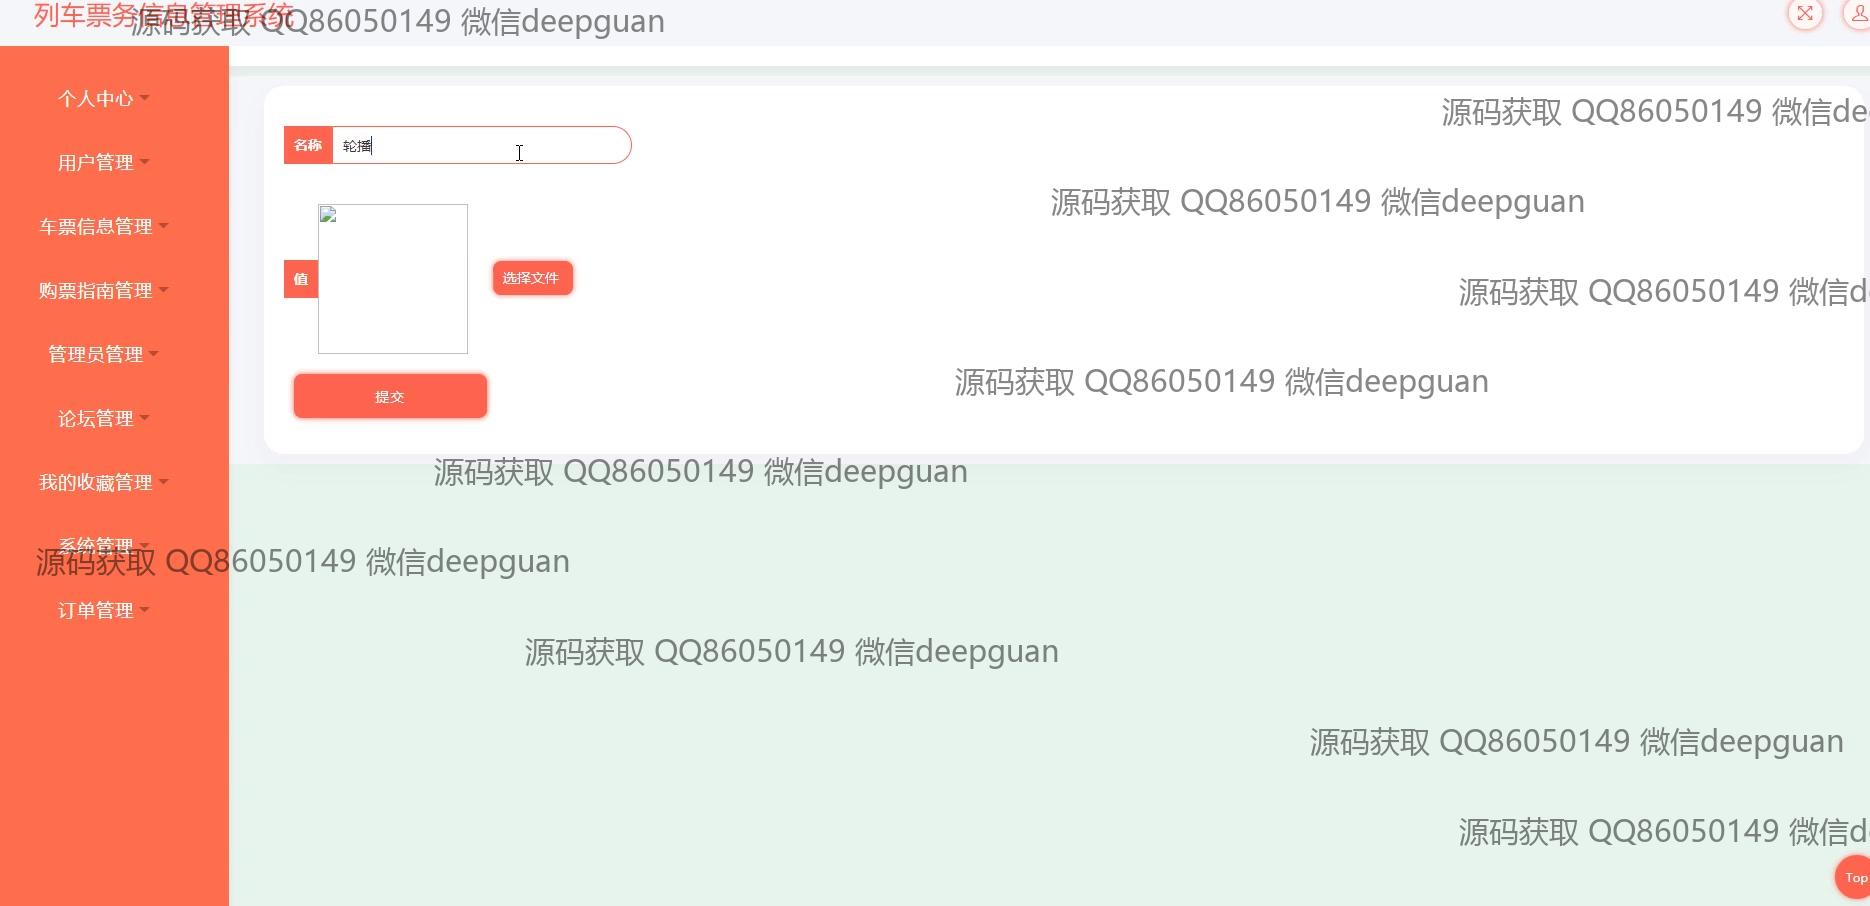 列车票务信息管理系统
源码获取 QQ86050149 微信deepguan
个人中心
用户管理
车票信息管理
购票指南管理
管理员管理
论坛管理
我的收藏管理
系统管理
订单管理
源码获取 QQ86050149 微信de
名称 轮播
源码获取 QQ86050149 微信deepguan
值 选择文件
源码获取 QQ86050149 微信d
源码获取 QQ86050149 微信deepguan
提交
源码获取 QQ86050149 微信deepguan
源码获取 QQ86050149 微信deepguan
源码获取 QQ86050149 微信deepguan
源码获取 QQ86050149 微信deepguan
源码获取 QQ86050149 微信d
Top